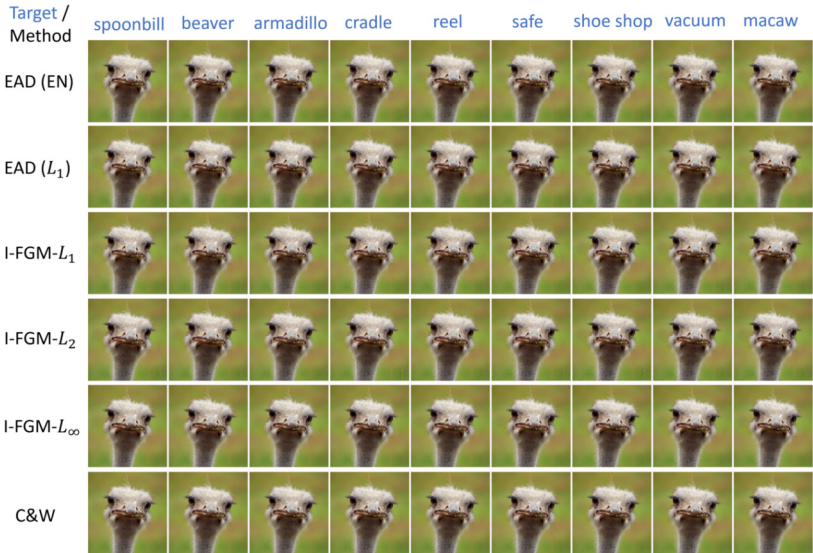 Target /
Method
spoonbill beaver armadillo cradle reel safe shoe shop vacuum macaw
EAD (EN)
EAD (L₁)
I-FGM-L₁
I-FGM-L₂
I-FGM-L∞
C&W